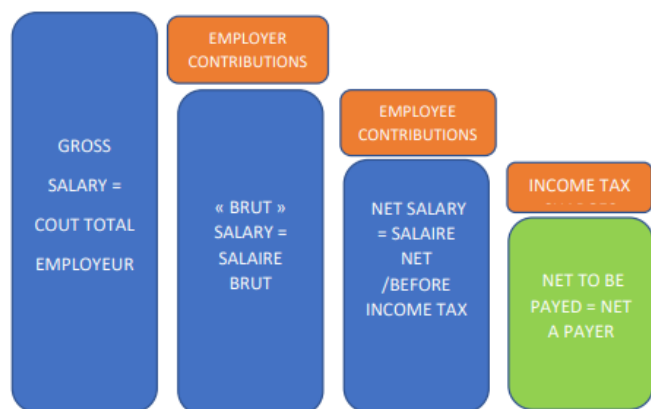 GROSS
SALARY =
COUT TOTAL
EMPLOYEUR
EMPLOYER
CONTRIBUTIONS
« BRUT »
SALARY =
SALAIRE
BRUT
EMPLOYEE
CONTRIBUTIONS
NET SALARY
= SALAIRE
NET
/BEFORE
INCOME TAX
INCOME TAX
NET TO BE
PAYED = NET
A PAYER